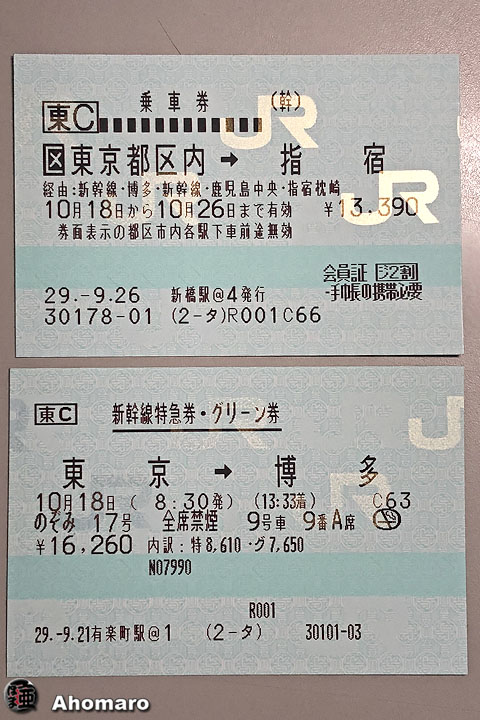 乗車券 (幹)
東C
区東京都区内 → 指宿
経由:新幹線・博多・新幹線・鹿児島中央・指宿枕崎
10月18日から10月26日まで有効 ¥13,390
券面表示の都区市内各駅下車前途無効
会員証 ジ2割
・手帳の携帯必要
29.-9.26 新橋駅@4発行
30178-01 (2-タ)R001C66
東C 新幹線特急券・グリーン券
東京 → 博多
10月18日( 8:30発)(13:33着) C63
のぞみ 17号 全席禁煙 9号車 9番A席
¥16,260 内訳:特8,610・グ7,650
N07990
R001
29.-9.21有楽町駅@1 (2-タ) 30101-03
JR
JR
JR
J
Ahomaro